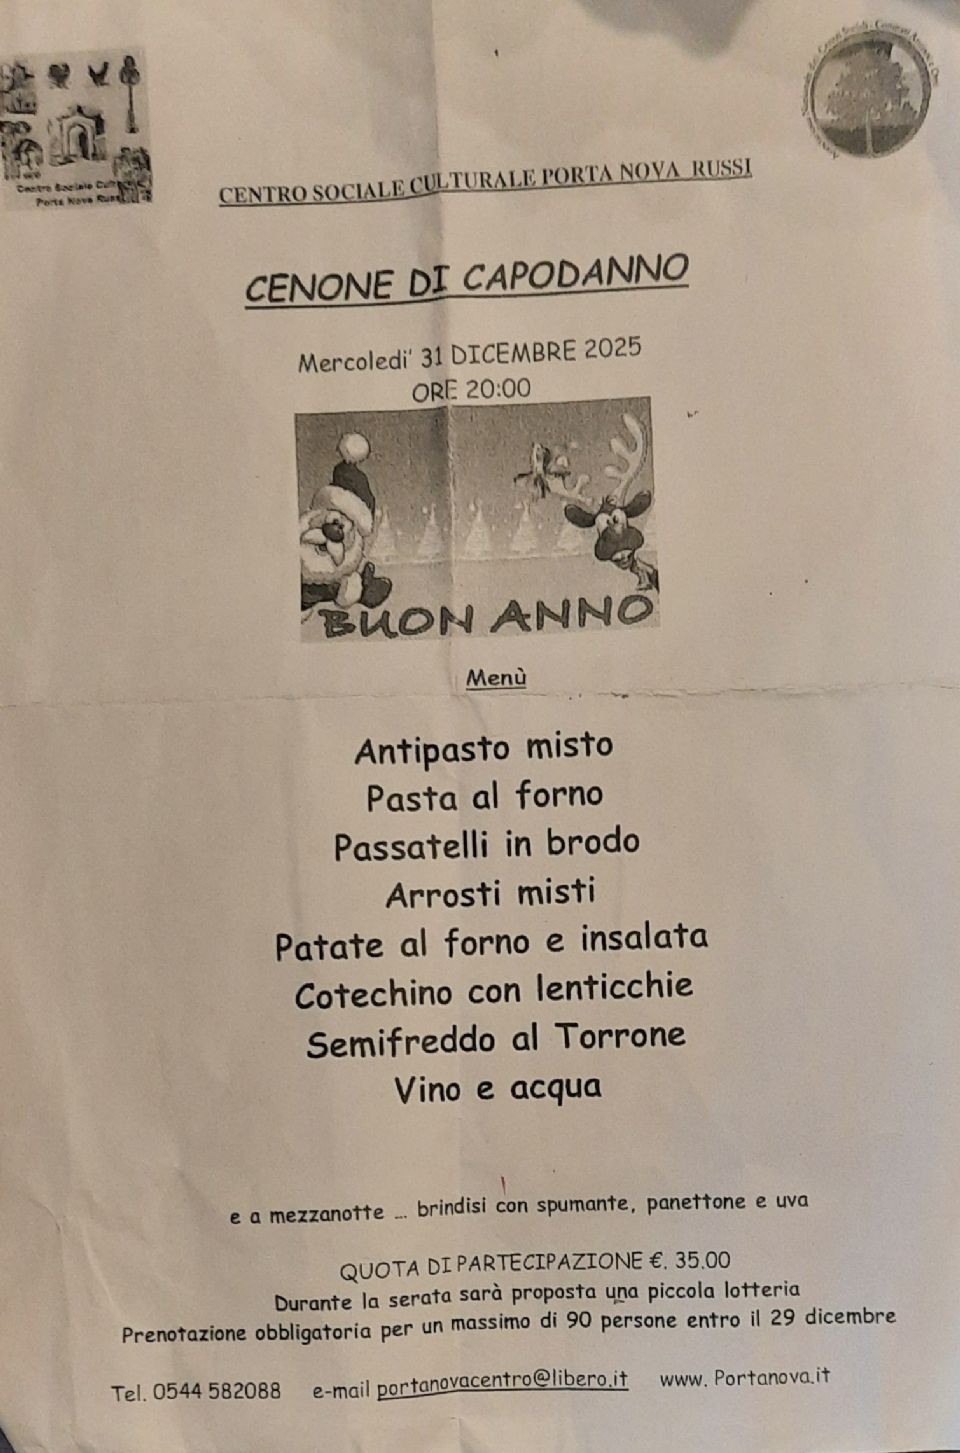 Centro Sociale Cult
Porta Nova Russi
CENTRO SOCIALE CULTURALE PORTA NOVA RUSSI
CENONE DI CAPODANNO
Mercoledi' 31 DICEMBRE 2025
ORE 20:00
BUON ANNO
Menù
Antipasto misto
Pasta al forno
Passatelli in brodo
Arrosti misti
Patate al forno e insalata
Cotechino con lenticchie
Semifreddo al Torrone
Vino e acqua
e a mezzanotte ... brindisi con spumante, panettone e uva
QUOTA DI PARTECIPAZIONE €. 35.00
Durante la serata sarà proposta una piccola lotteria
Prenotazione obbligatoria per un massimo di 90 persone entro il 29 dicembre
Tel. 0544 582088 e-mail portanovacentro@libero.it www. Portanova.it